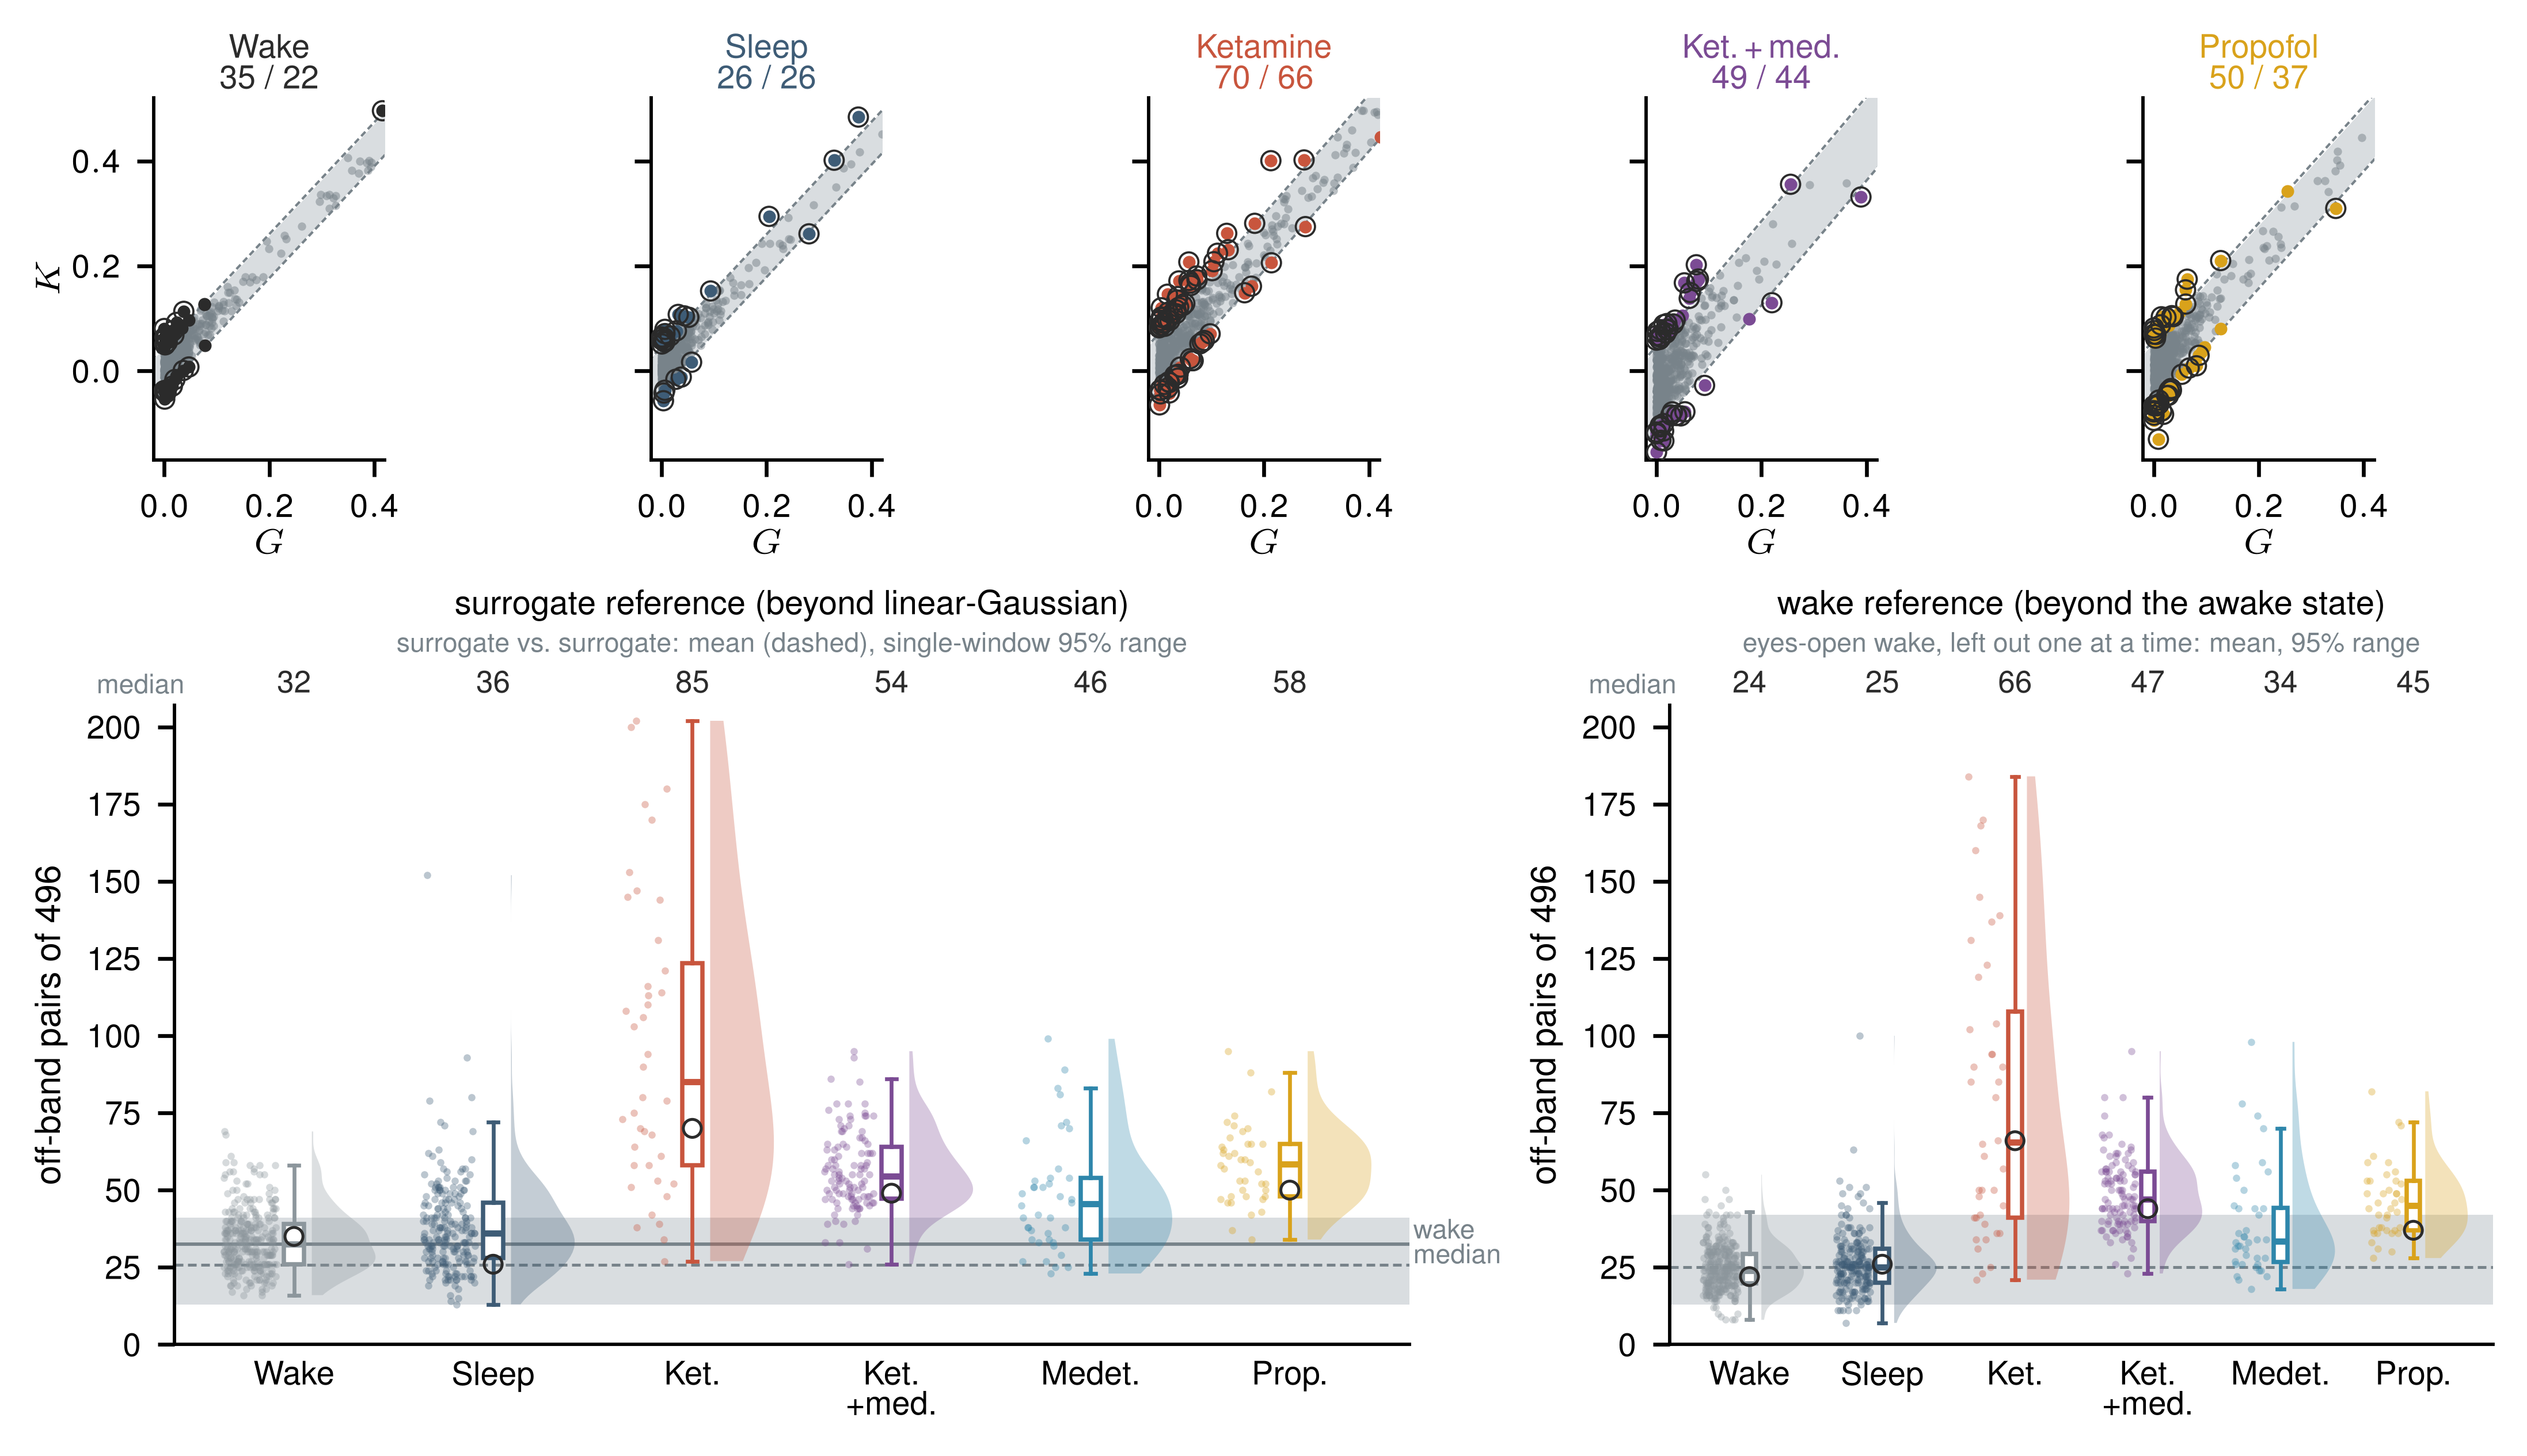 Wake
35 / 22
Sleep
26 / 26
Ketamine
70 / 66
Ket. + med.
49 / 44
Propofol
50 / 37
K
0.4
0.2
0.0
0.0 0.2 0.4
G
0.0 0.2 0.4
G
0.0 0.2 0.4
G
0.0 0.2 0.4
G
0.0 0.2 0.4
G
surrogate reference (beyond linear-Gaussian)
surrogate vs. surrogate: mean (dashed), single-window 95% range
median 32 36 85 54 46 58
off-band pairs of 496
200
175
150
125
100
75
50
25
0
wake
median
Wake Sleep Ket. Ket. Medet. Prop.
+med.
wake reference (beyond the awake state)
eyes-open wake, left out one at a time: mean, 95% range
median 24 25 66 47 34 45
off-band pairs of 496
200
175
150
125
100
75
50
25
0
Wake Sleep Ket. Ket. Medet. Prop.
+med.